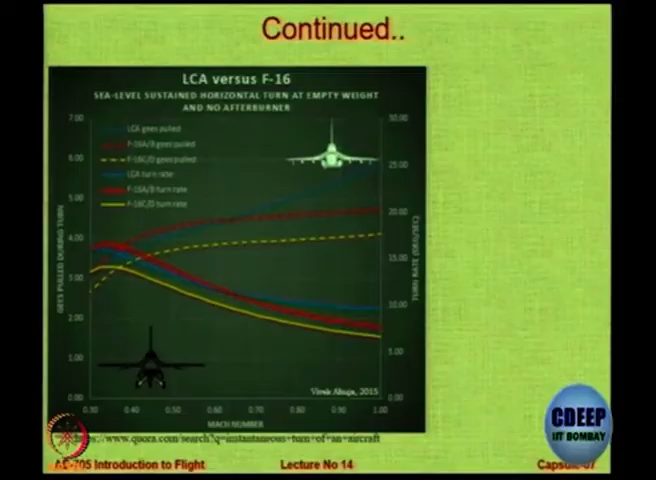 Continued..
LCA versus F-16
SEA-LEVEL SUSTAINED HORIZONTAL TURN AT EMPTY WEIGHT
AND NO AFTERBURNER
7.00
6.00
5.00
4.00
3.00
2.00
1.00
0.00
GEES PULLED DURING TURN
LCA gees pulled
F-16A/B gees pulled
F-16C/D gees pulled
LCA turn rate
F-16A/B turn rate
F-16C/D turn rate
30.00
25.00
20.00
15.00
10.00
5.00
0.00
TURN RATE (DEG/SEC)
Vivek Ahuja, 2015
0.30 0.40 0.50 0.60 0.70 0.80 0.90 1.00
MACH NUMBER
https://www.quora.com/search?q=instantaneous+turn+of+an+aircraft
CDEEP
IIT BOMBAY
Introduction to Flight
Lecture No 14